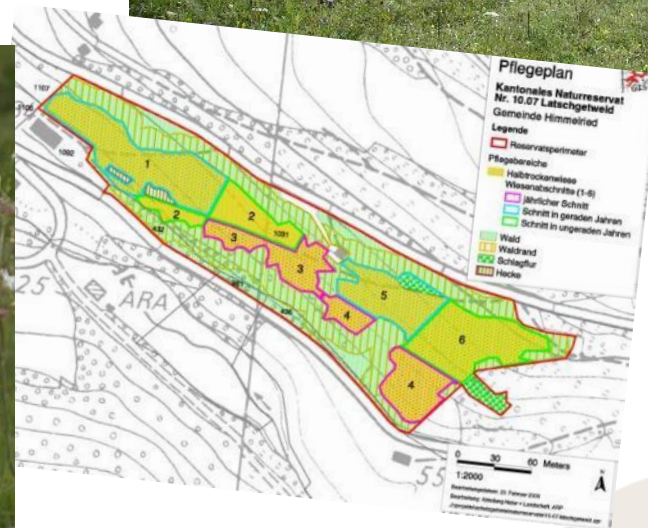 Pflegeplan
Kantonales Naturreservat
Nr. 10.07 Latschgetweid
Gemeinde Himmelried
Legende
Reservatsperimeter
Pflegebereiche
Halbtrockenwiese
Wiesenabschnitte (1-6)
jährlicher Schnitt
Schnitt in geraden Jahren
Schnitt in ungeraden Jahren
Wald
Waldrand
Schlagflur
Hecke
1107
1092
1
2
2
432
3
1091
3
4
5
6
4
25
ARA
55
0 30 60 Meters
1:2000
N